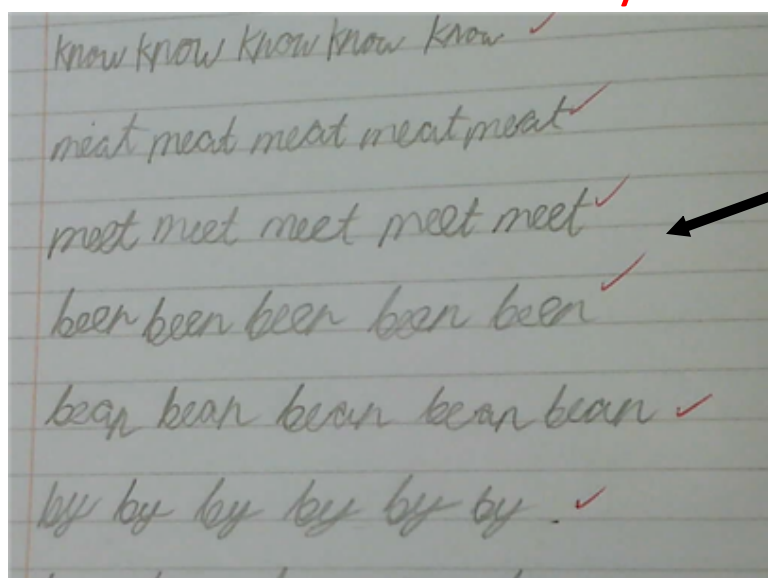 know know know know know
meat meat meat meat meat
meet meet meet meet meet
been been been been been
bean bean bean bean bean
by by by by by by .